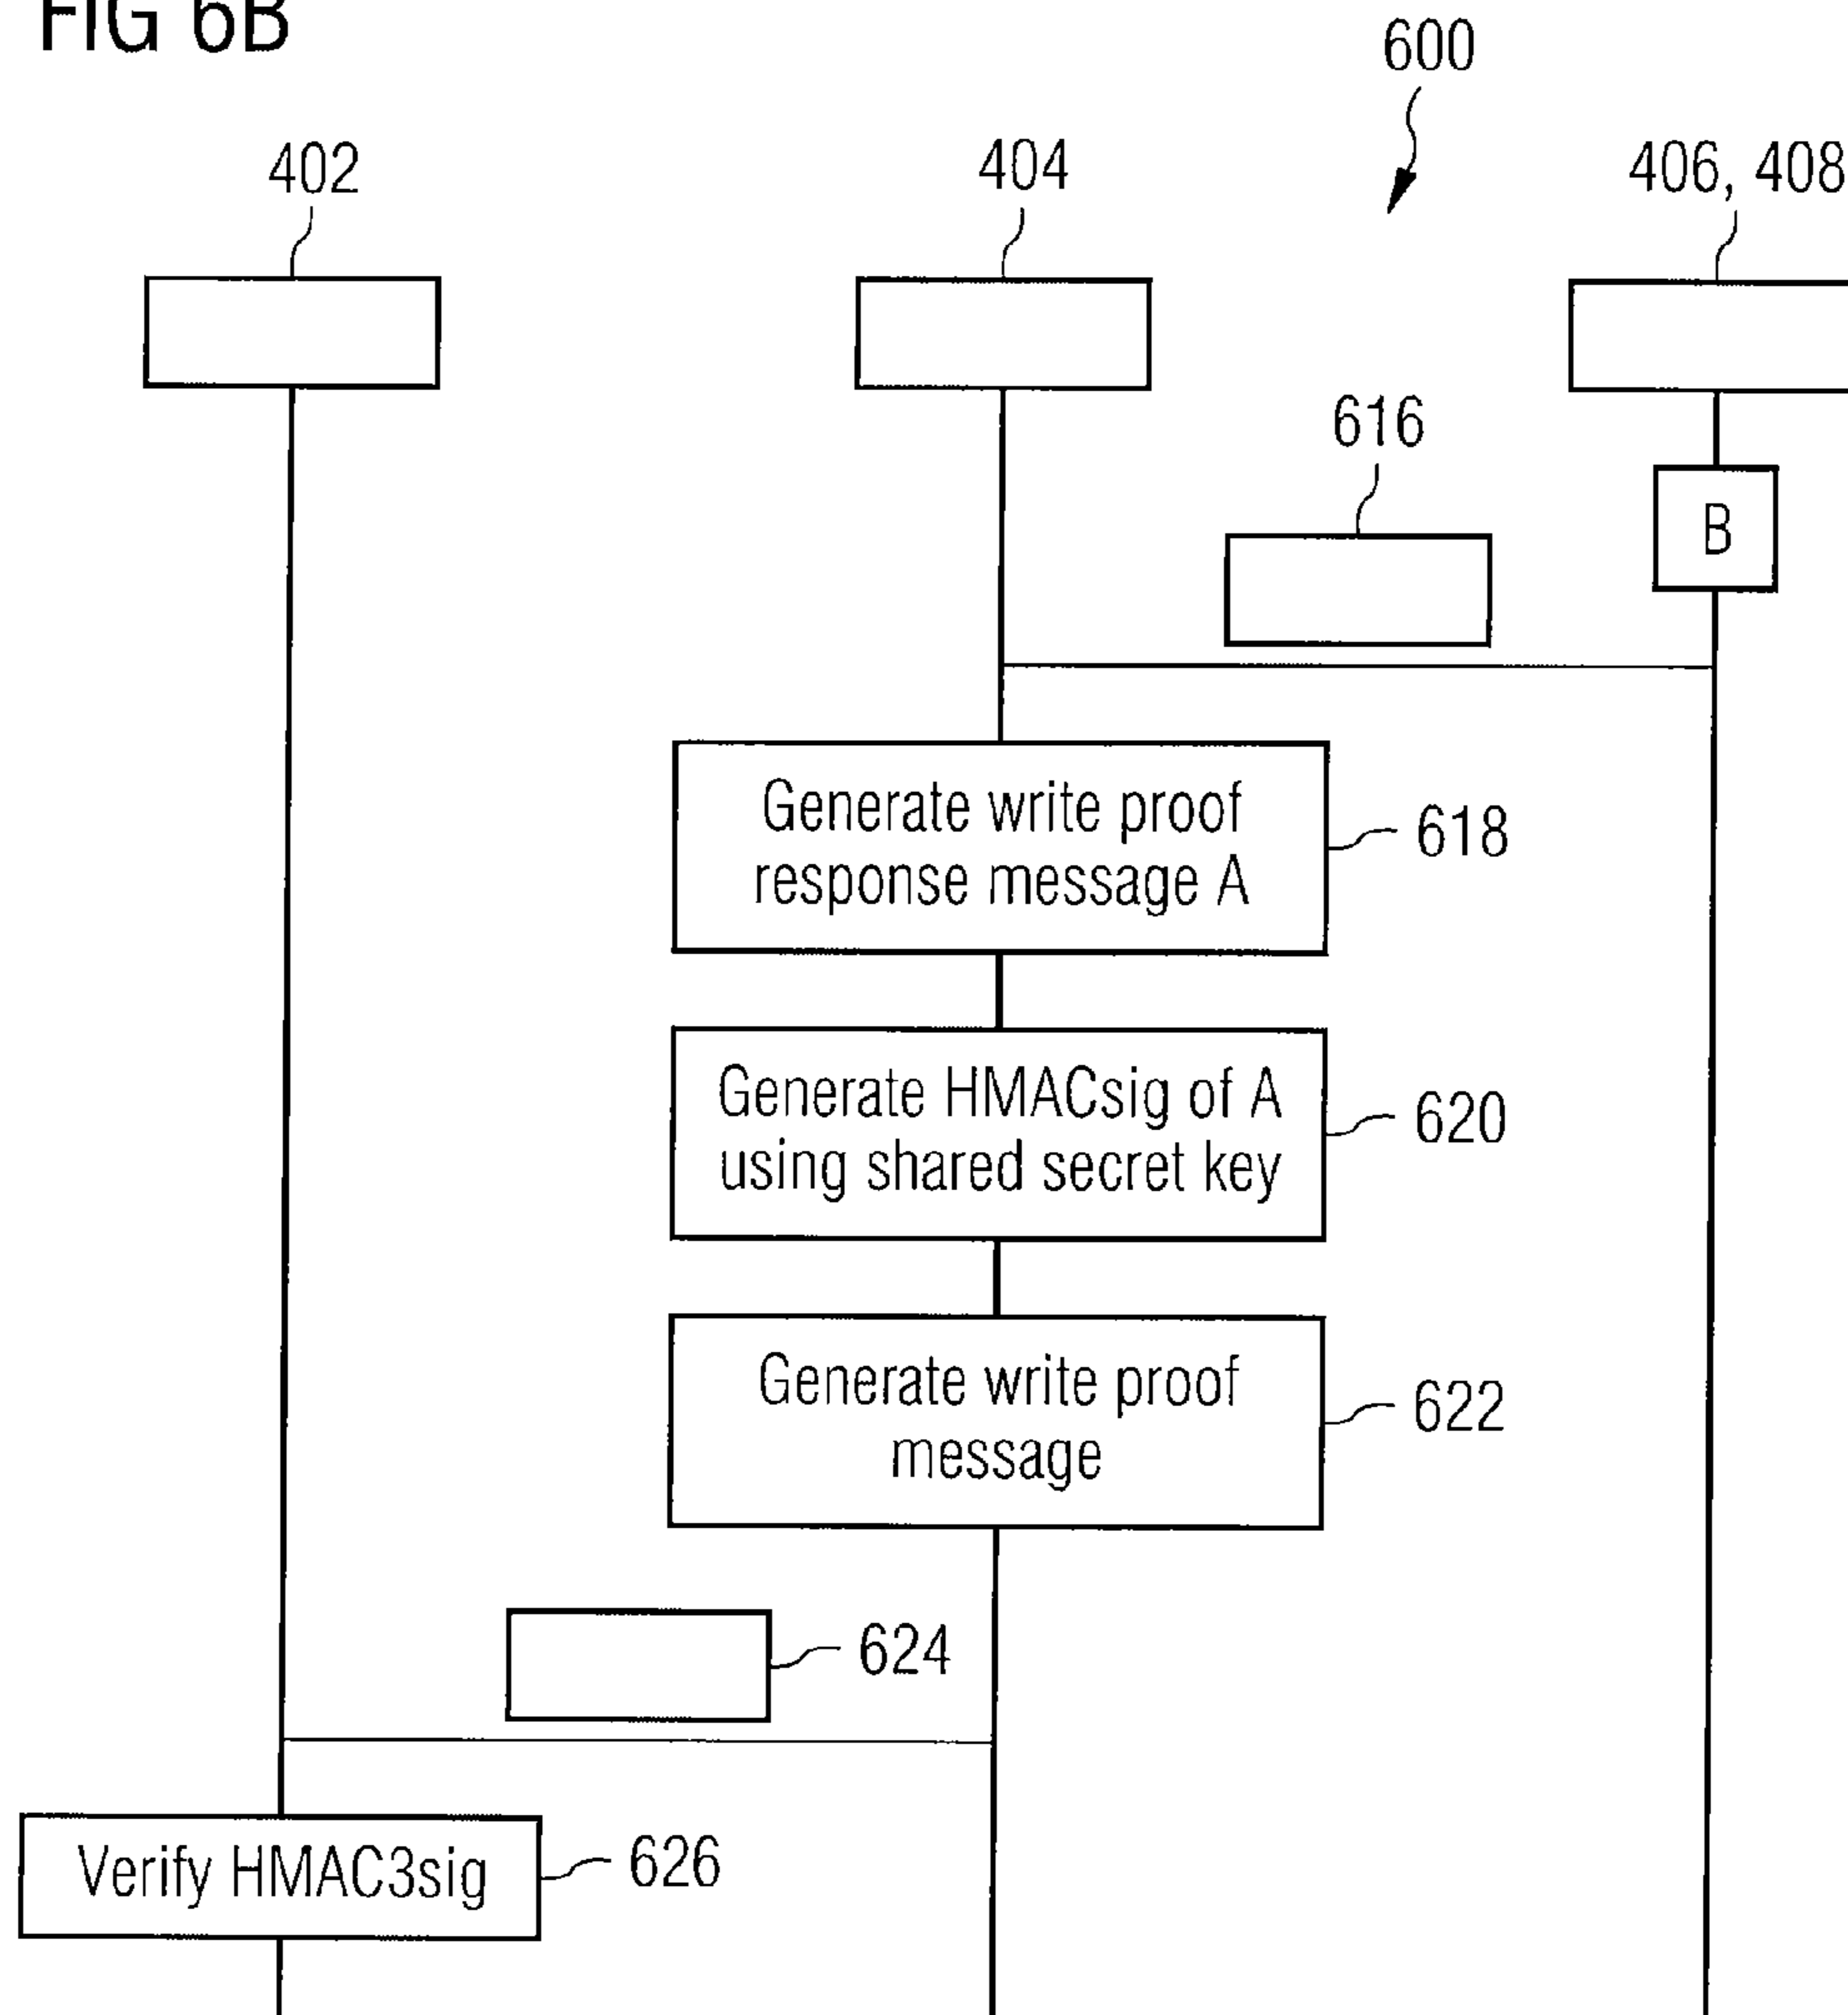 FIG 6B
600
402
404
406, 408
616
B
Generate write proof
response message A
618
Generate HMACsig of A
using shared secret key
620
Generate write proof
message
622
624
Verify HMAC3sig
626